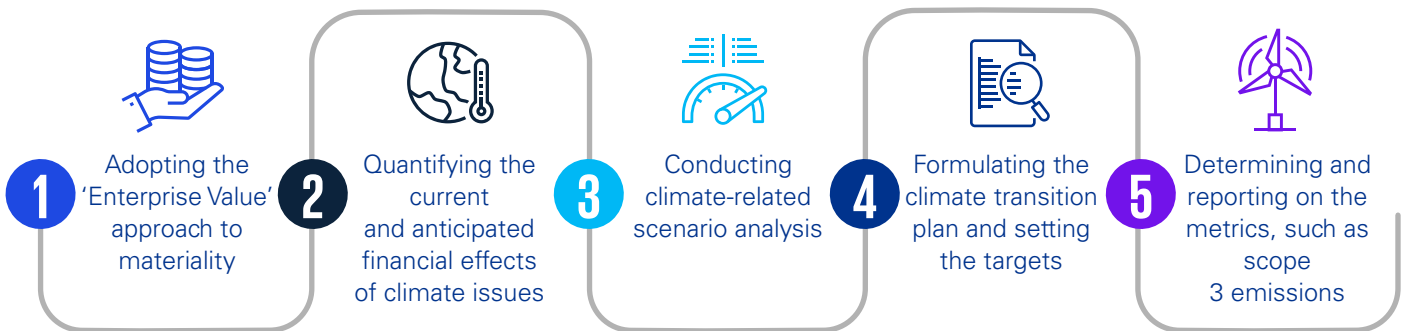 1
Adopting the
‘Enterprise Value’
approach to
materiality
2
Quantifying the
current
and anticipated
financial effects
of climate issues
3
Conducting
climate-related
scenario analysis
4
Formulating the
climate transition
plan and setting
the targets
5
Determining and
reporting on the
metrics, such as
scope
3 emissions